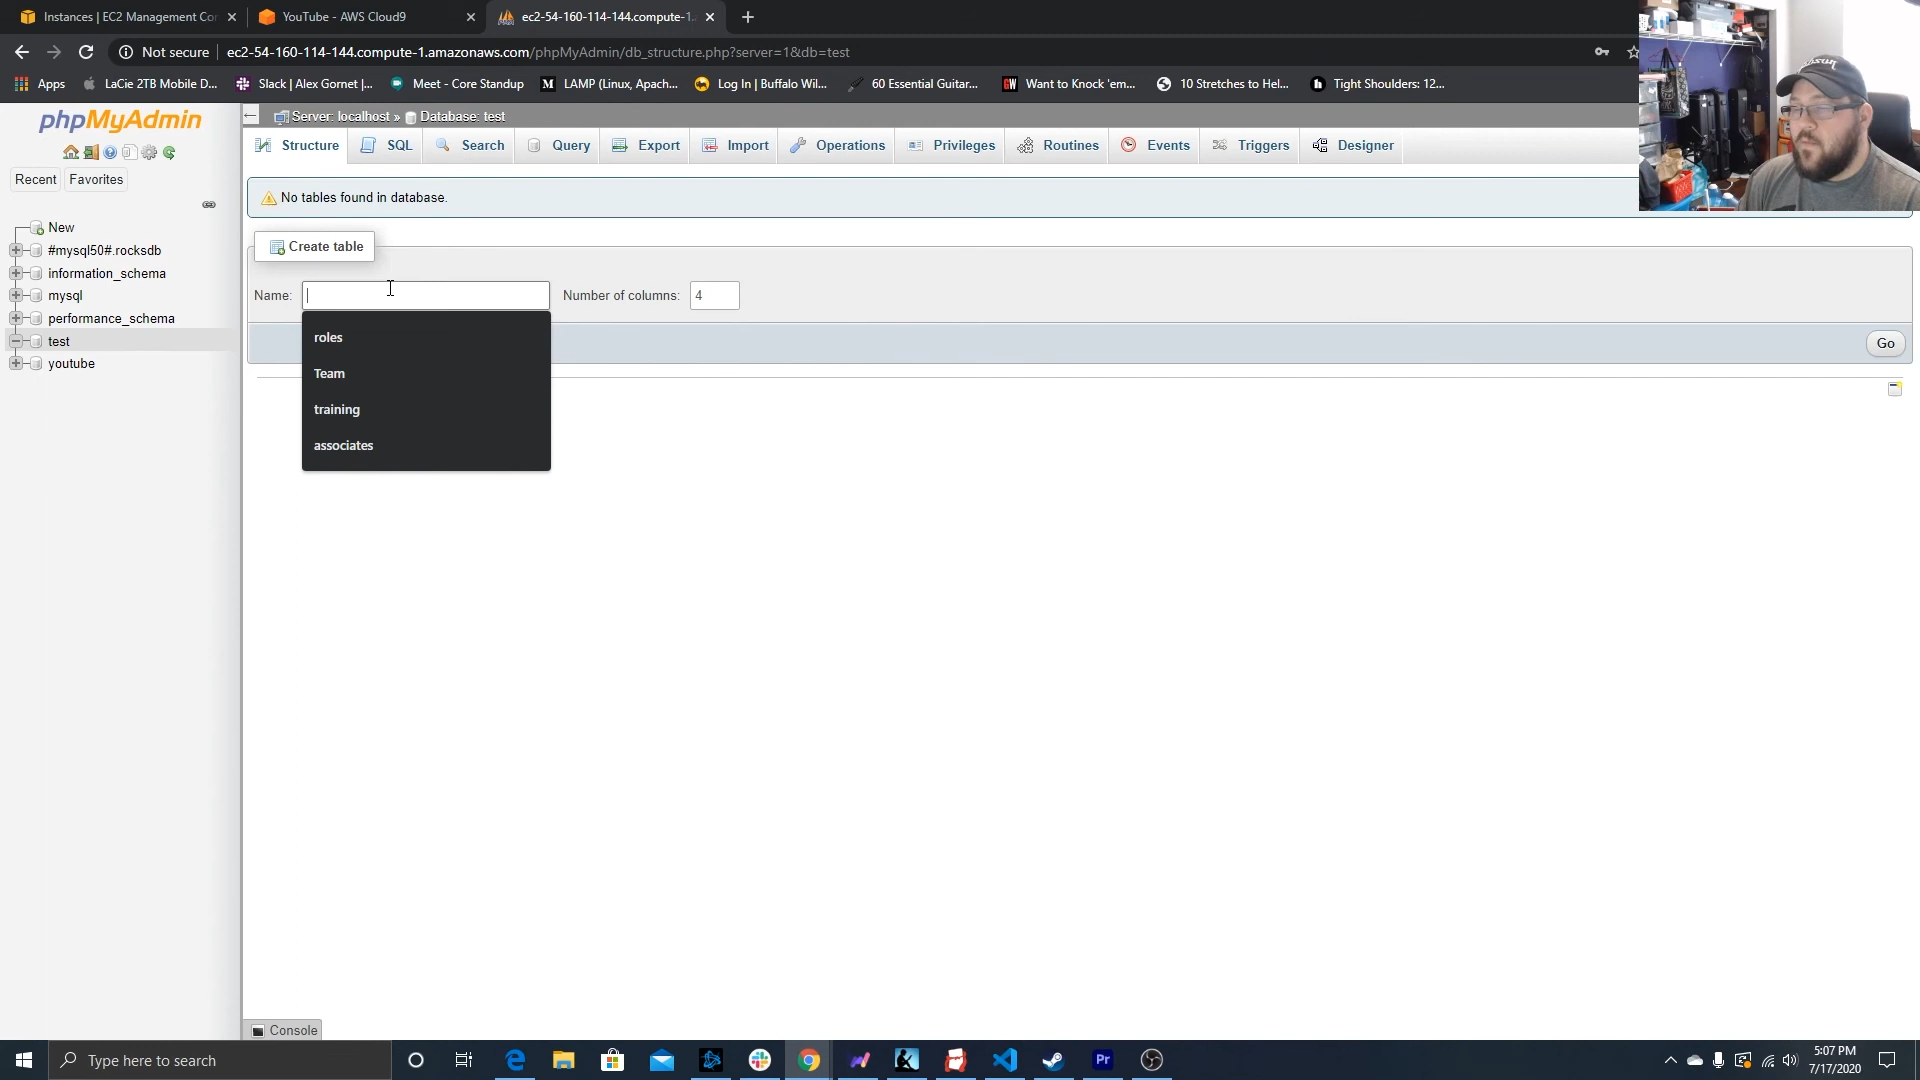 Instances | EC2 Management Con
YouTube - AWS Cloud9
ec2-54-160-114-144.compute-1.
Not secure
ec2-54-160-114-144.compute-1.amazonaws.com/phpMyAdmin/db_structure.php?server=1&db=test
Apps
LaCie 2TB Mobile D...
Slack | Alex Gornet |...
Meet - Core Standup
LAMP (Linux, Apach...
Log In | Buffalo Wil...
60 Essential Guitar...
Want to Knock 'em...
10 Stretches to Hel...
Tight Shoulders: 12...
phpMyAdmin
Recent
Favorites
New
#mysql50#.rocksdb
information_schema
mysql
performance_schema
test
youtube
Server: localhost » Database: test
Structure
SQL
Search
Query
Export
Import
Operations
Privileges
Routines
Events
Triggers
Designer
No tables found in database.
Create table
Name:
Number of columns: 4
roles
Team
training
associates
Go
Console
Type here to search
5:07 PM
7/17/2020